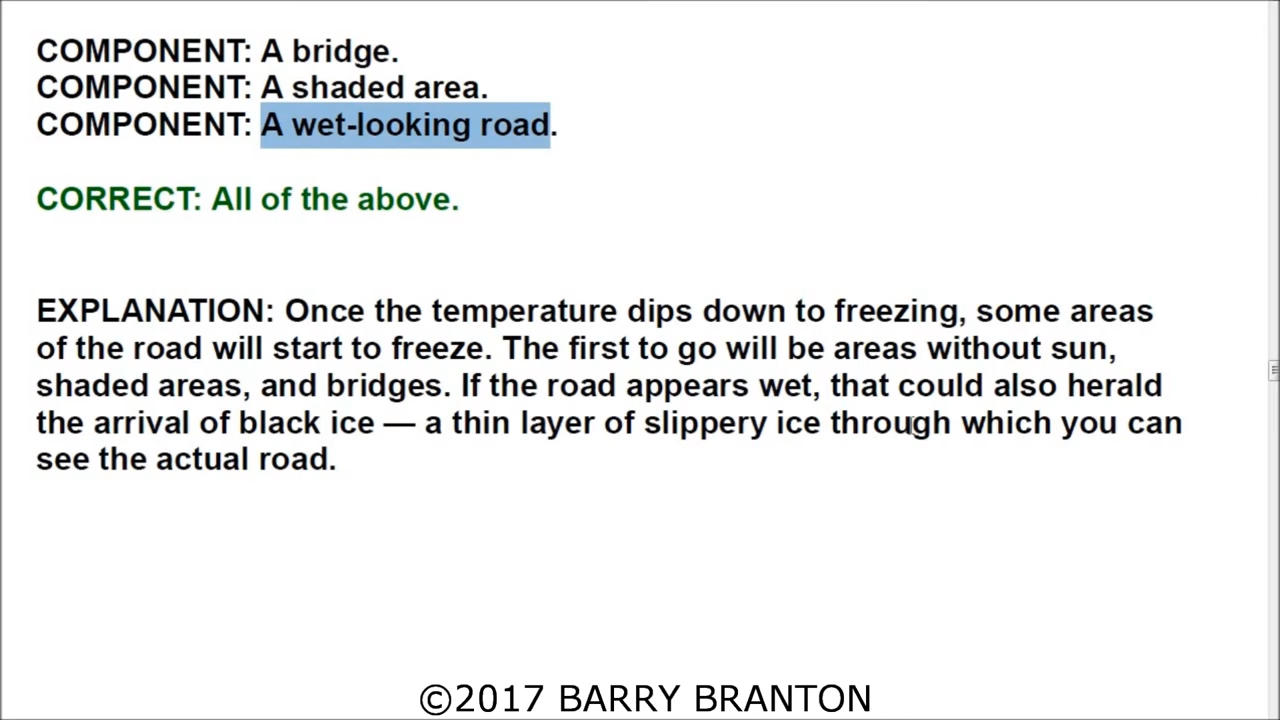 COMPONENT: A bridge.
COMPONENT: A shaded area.
COMPONENT: A wet-looking road.
CORRECT: All of the above.
EXPLANATION: Once the temperature dips down to freezing, some areas
of the road will start to freeze. The first to go will be areas without sun,
shaded areas, and bridges. If the road appears wet, that could also herald
the arrival of black ice — a thin layer of slippery ice through which you can
see the actual road.
©2017 BARRY BRANTON